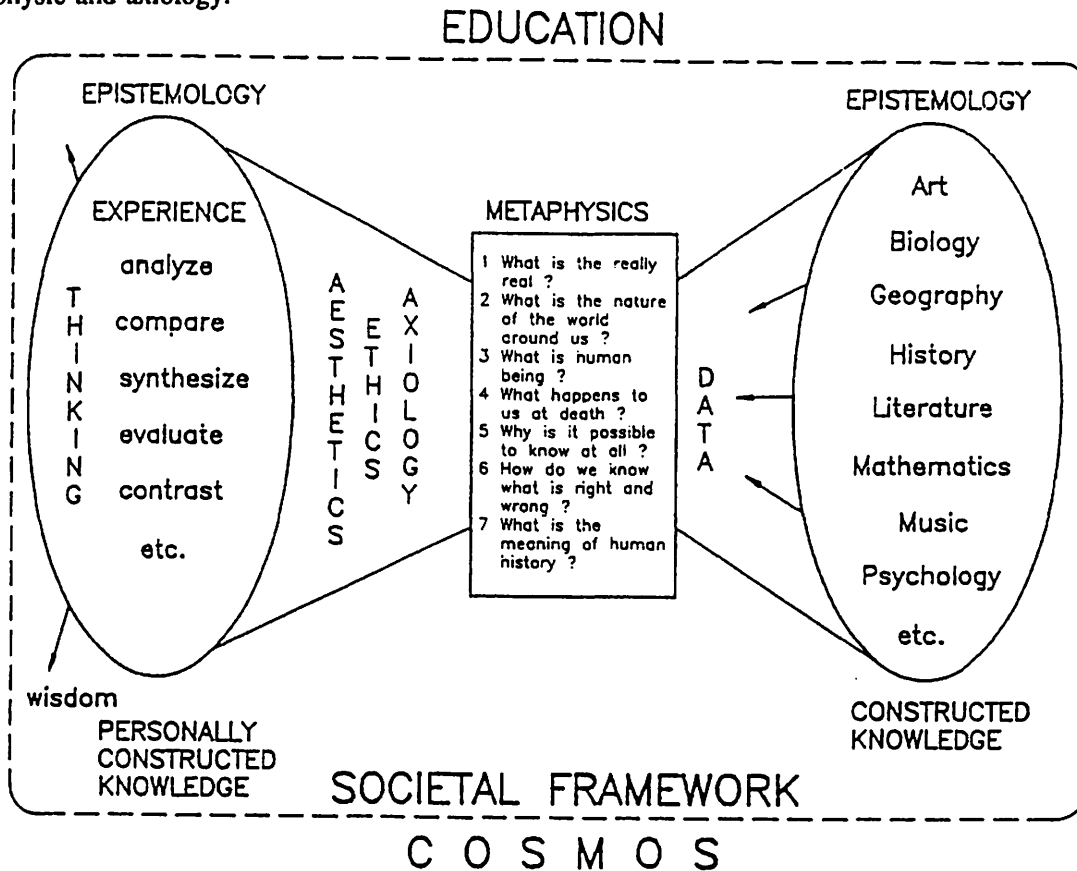 physic and axiology.
EDUCATION
EPISTEMOLOGY
EXPERIENCE
THINKING
analyze
compare
synthesize
evaluate
contrast
etc.
wisdom
PERSONALLY
CONSTRUCTED
KNOWLEDGE
AESTHETICS
ETHICS
AXIOLOGY
METAPHYSICS
1 What is the really
real ?
2 What is the nature
of the world
around us ?
3 What is human
being ?
4 What happens to
us at death ?
5 Why is it possible
to know at all ?
6 How do we know
what is right and
wrong ?
7 What is the
meaning of human
history ?
DATA
EPISTEMOLOGY
Art
Biology
Geography
History
Literature
Mathematics
Music
Psychology
etc.
CONSTRUCTED
KNOWLEDGE
SOCIETAL FRAMEWORK
COSMOS